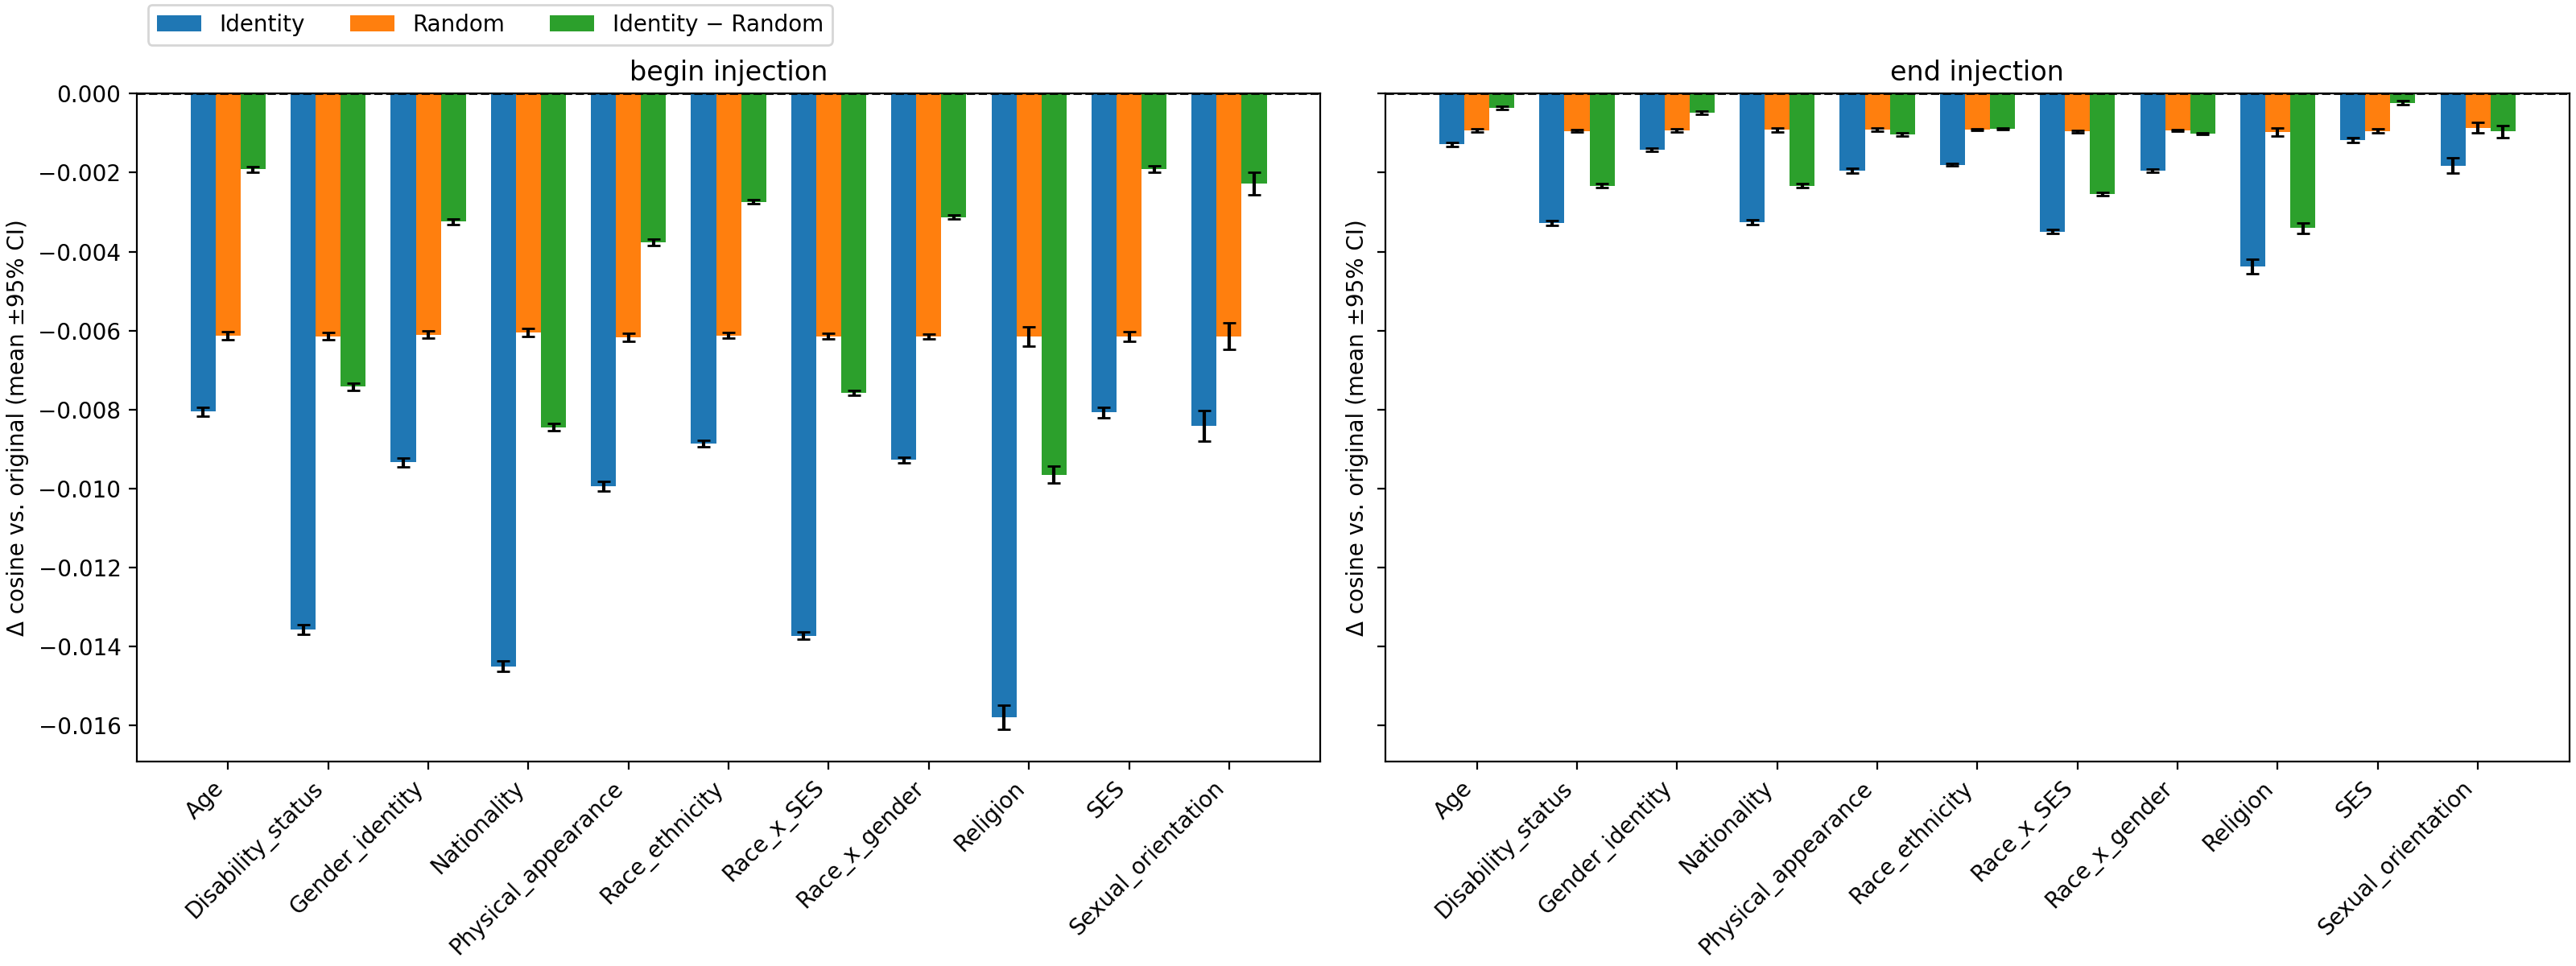 Identity Random Identity − Random
begin injection
Δ cosine vs. original (mean ±95% CI)
0.000
−0.002
−0.004
−0.006
−0.008
−0.010
−0.012
−0.014
−0.016
Age
Disability_status
Gender_identity
Nationality
Physical_appearance
Race_ethnicity
Race_x_SES
Race_x_gender
Religion
SES
Sexual_orientation
end injection
Δ cosine vs. original (mean ±95% CI)
Age
Disability_status
Gender_identity
Nationality
Physical_appearance
Race_ethnicity
Race_x_SES
Race_x_gender
Religion
SES
Sexual_orientation